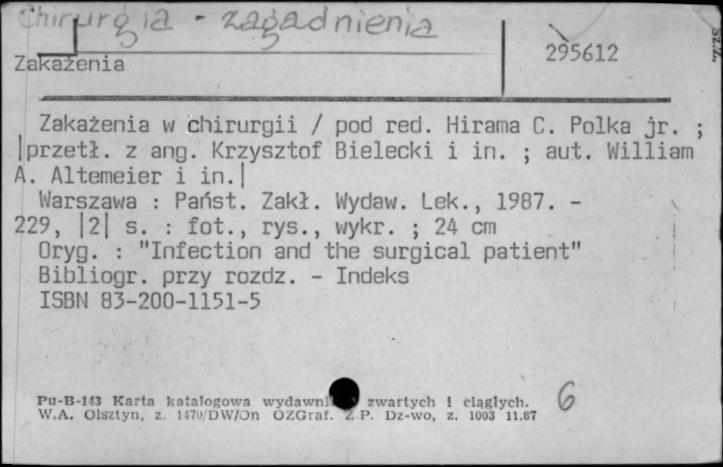 Chirurgia - zagadnienia
295612
Sz.Z.
Zakażenia
Zakażenia w chirurgii / pod red. Hirama C. Polka jr. ;
|przetł. z ang. Krzysztof Bielecki i in. ; aut. William
A. Altemeier i in.|
Warszawa : Państ. Zakł. Wydaw. Lek., 1987. -
229, |2| s. : fot., rys., wykr. ; 24 cm
Oryg. : "Infection and the surgical patient"
Bibliogr. przy rozdz. - Indeks
ISBN 83-200-1151-5
Pu-B-143 Karta katalogowa zwartych i ciągłych. 6
W.A. Olsztyn, z. 1470/DW/On OZGraf. Z.P. Dz-wo, z. 1003 11.87